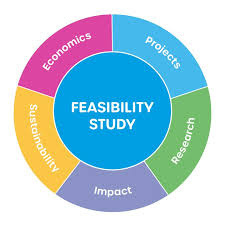 FEASIBILITY
STUDY
Economics
Projects
Research
Impact
Sustainability